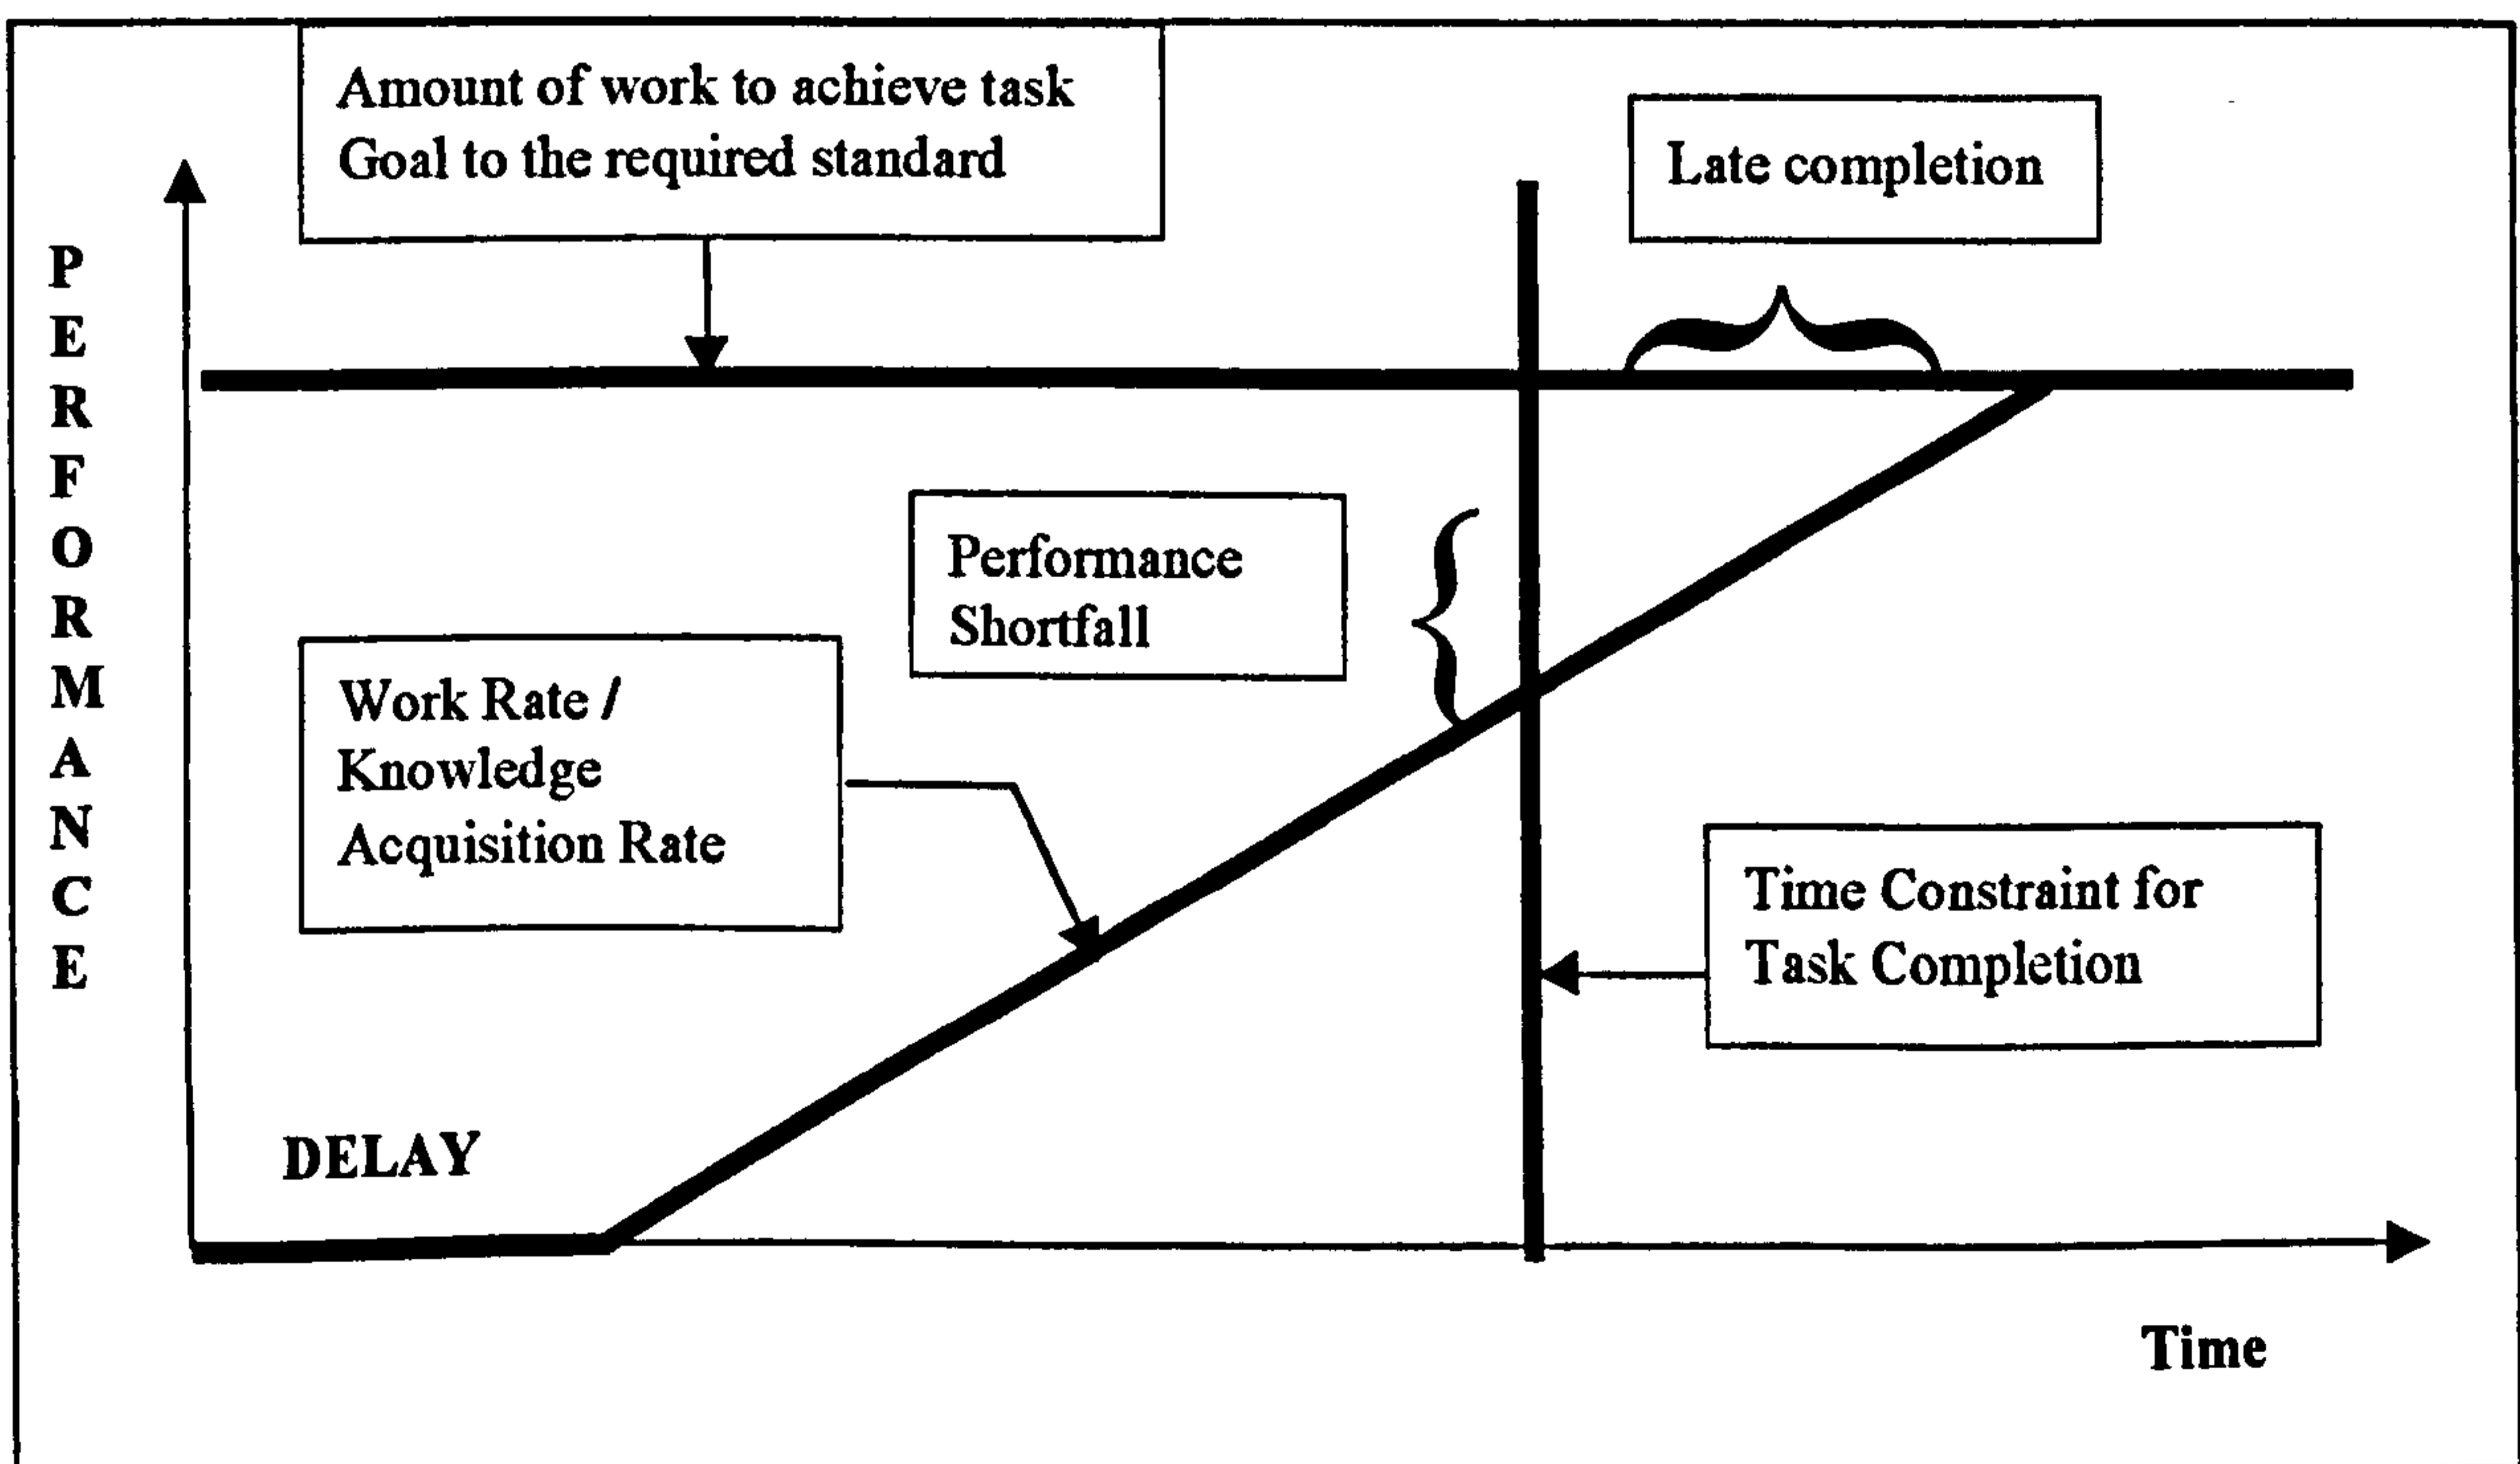 Amount of work to achieve task
Goal to the required standard
Late completion
PERFORMANCE
Performance
Shortfall
Work Rate /
Knowledge
Acquisition Rate
Time Constraint for
Task Completion
DELAY
Time